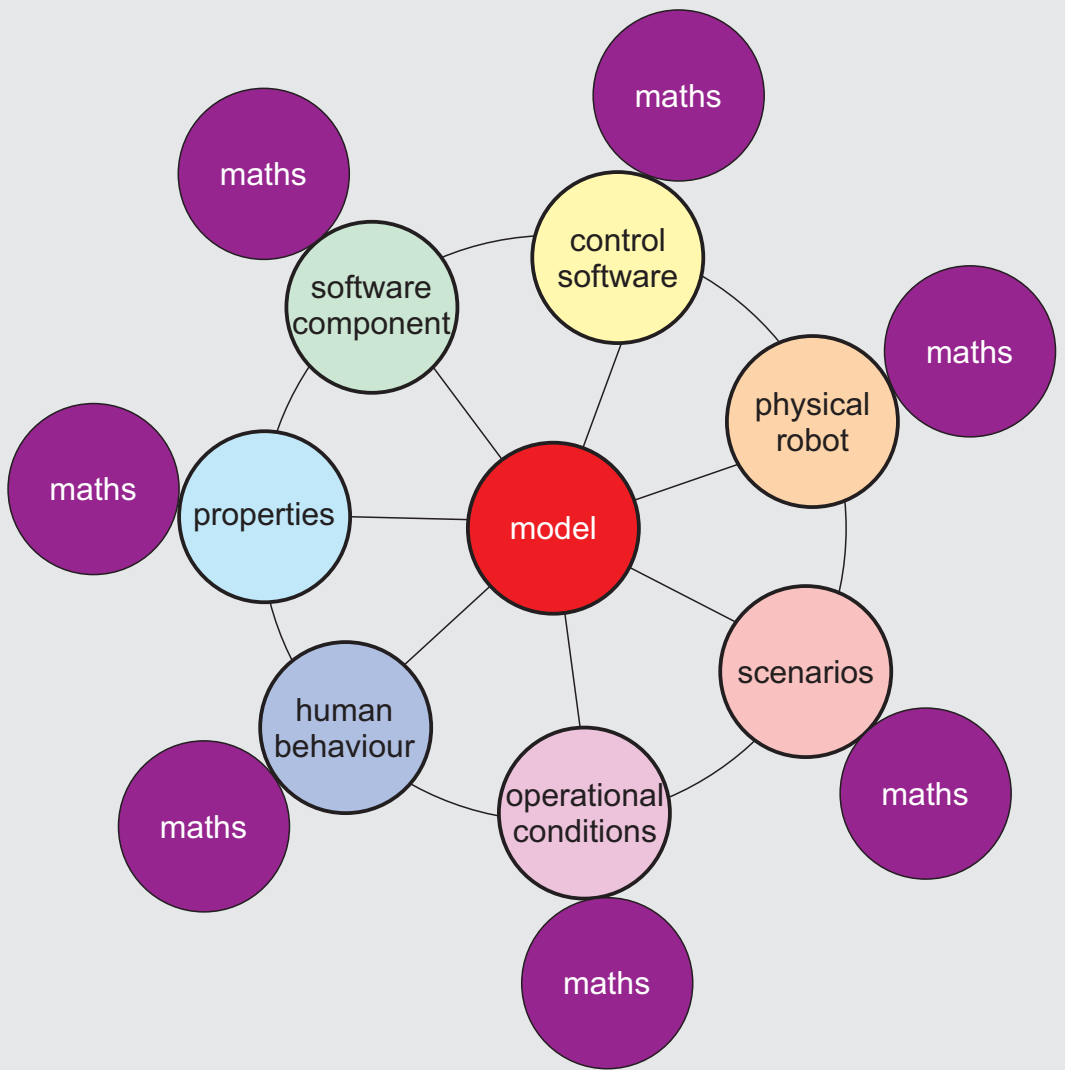 maths
maths
control
software
software
component
maths
physical
robot
maths
properties
model
scenarios
human
behaviour
operational
conditions
maths
maths
maths